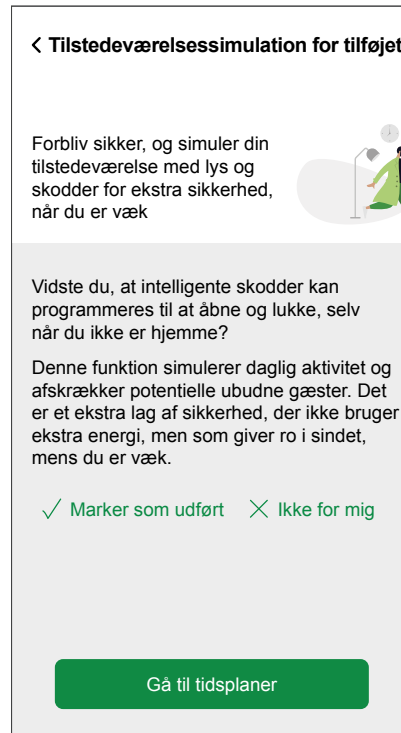 Tilstedeværelsessimulation for tilføjet
Forbliv sikker, og simuler din
tilstedeværelse med lys og
skodder for ekstra sikkerhed,
når du er væk
Vidste du, at intelligente skodder kan
programmeres til at åbne og lukke, selv
når du ikke er hjemme?
Denne funktion simulerer daglig aktivitet og
afskrækker potentielle ubudne gæster. Det
er et ekstra lag af sikkerhed, der ikke bruger
ekstra energi, men som giver ro i sindet,
mens du er væk.
Marker som udført Ikke for mig
Gå til tidsplaner